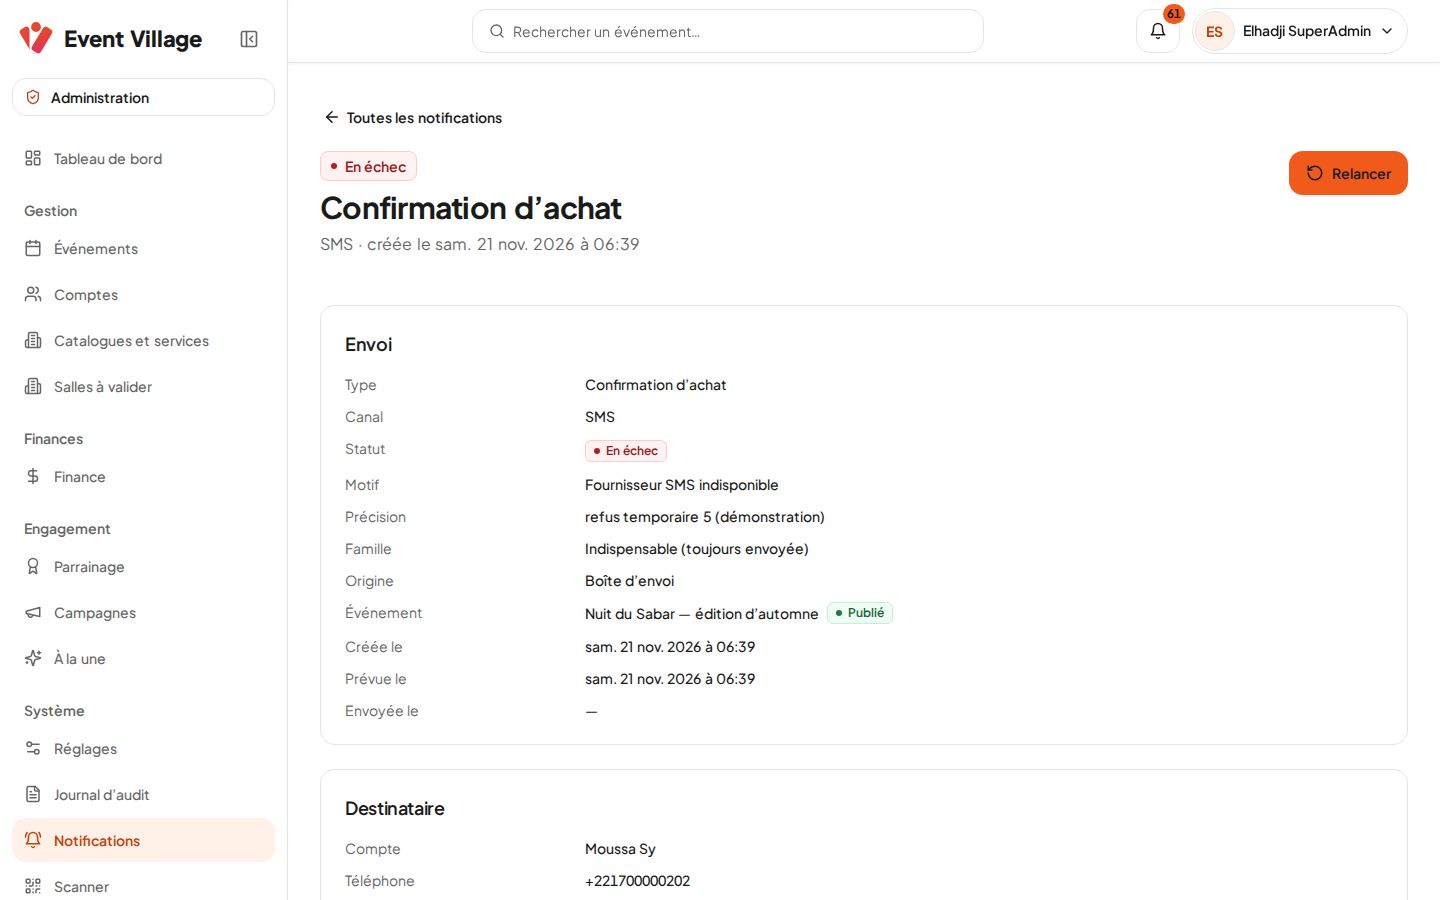 Event Village
Administration
Tableau de bord
Gestion
Événements
Comptes
Catalogues et services
Salles à valider
Finances
Finance
Engagement
Parrainage
Campagnes
À la une
Système
Réglages
Journal d’audit
Notifications
Scanner
Rechercher un événement…
61
ES
Elhadji SuperAdmin
Toutes les notifications
En échec
Relancer
Confirmation d’achat
SMS · créée le sam. 21 nov. 2026 à 06:39
Envoi
Type Confirmation d’achat
Canal SMS
Statut En échec
Motif Fournisseur SMS indisponible
Précision refus temporaire 5 (démonstration)
Famille Indispensable (toujours envoyée)
Origine Boîte d’envoi
Événement Nuit du Sabar — édition d’automne Publié
Créée le sam. 21 nov. 2026 à 06:39
Prévue le sam. 21 nov. 2026 à 06:39
Envoyée le —
Destinataire
Compte Moussa Sy
Téléphone +221700000202